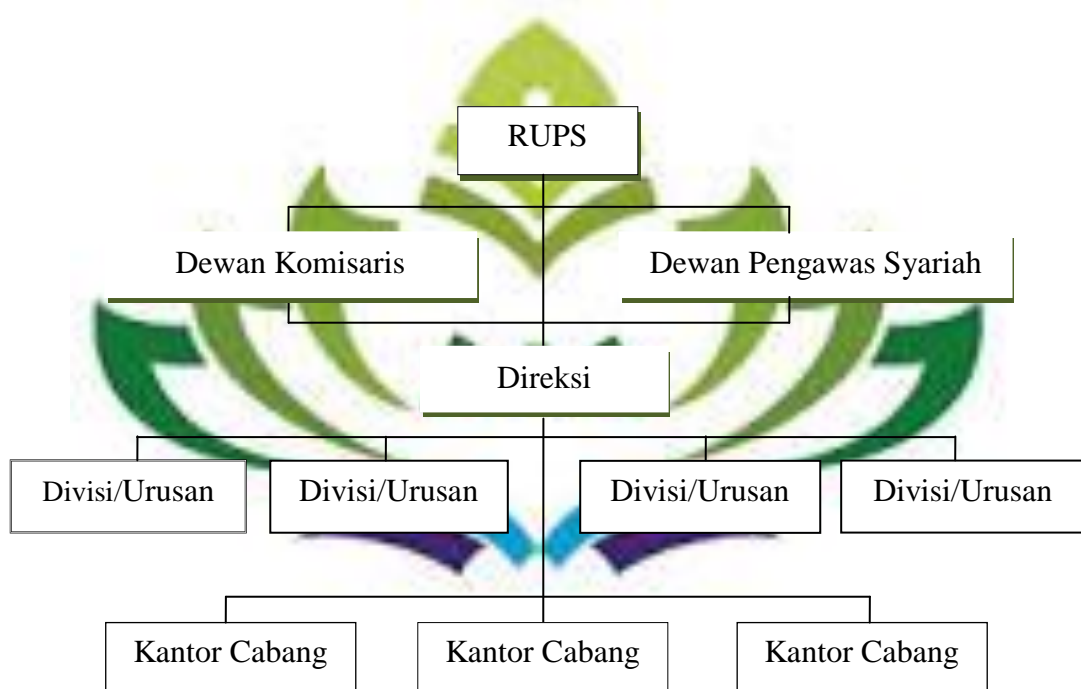 RUPS
Dewan Komisaris
Dewan Pengawas Syariah
Direksi
Divisi/Urusan
Divisi/Urusan
Divisi/Urusan
Divisi/Urusan
Kantor Cabang
Kantor Cabang
Kantor Cabang